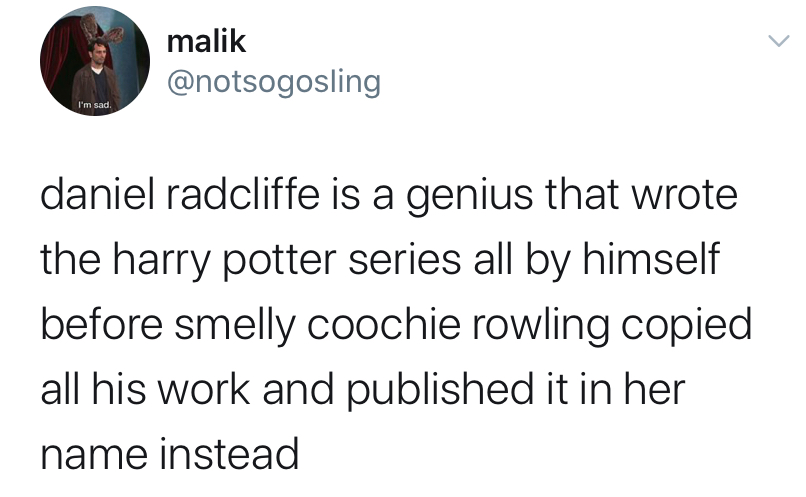 malik
@notsogosling
I'm sad.
daniel radcliffe is a genius that wrote
the harry potter series all by himself
before smelly coochie rowling copied
all his work and published it in her
name instead